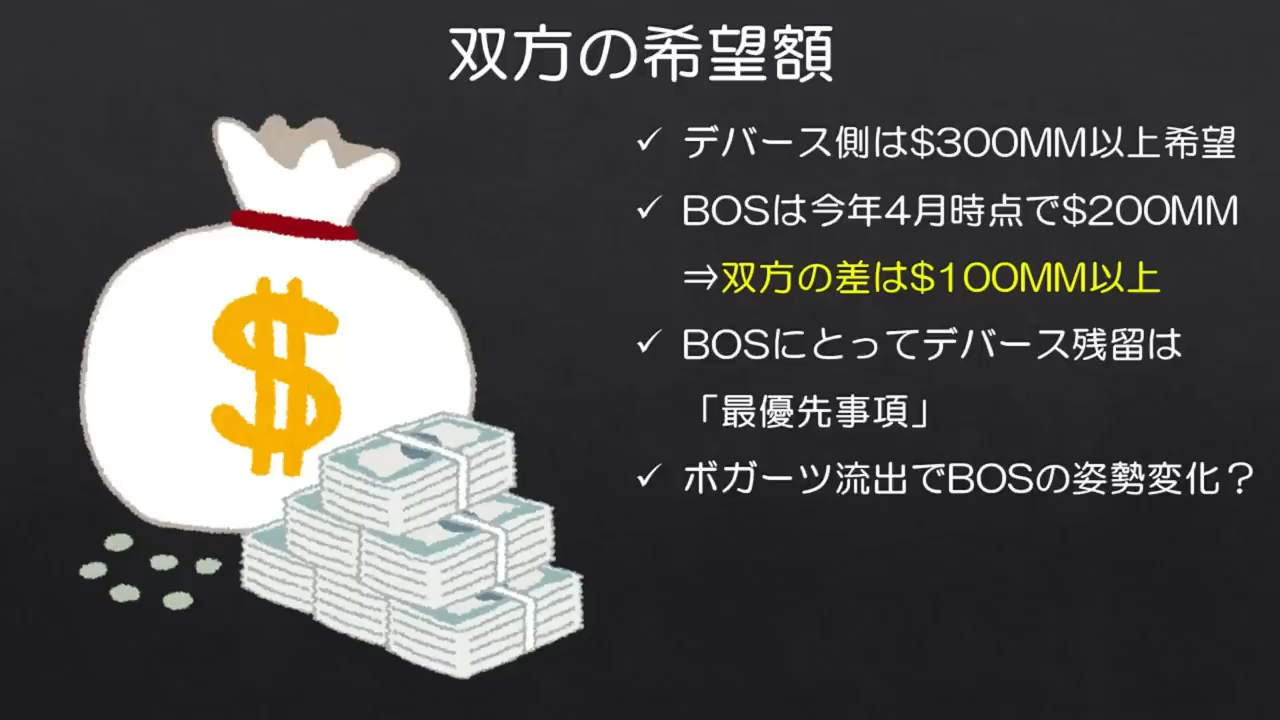 双方の希望額
✓ デバース側は$300MM以上希望
✓ BOSは今年4月時点で$200MM
⇒双方の差は$100MM以上
✓ BOSにとってデバース残留は
「最優先事項」
✓ ボガーツ流出でBOSの姿勢変化？
$